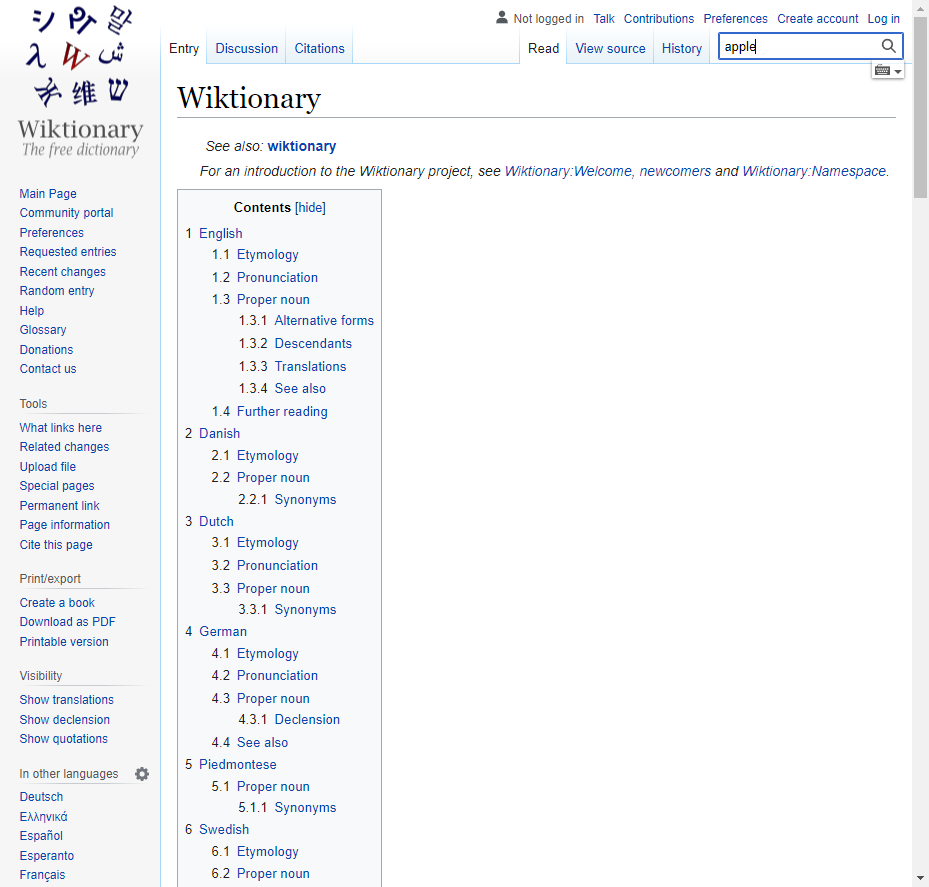 Not logged in Talk Contributions Preferences Create account Log in
Entry Discussion Citations Read View source History apple
Wiktionary
The free dictionary
Main Page
Community portal
Preferences
Requested entries
Recent changes
Random entry
Help
Glossary
Donations
Contact us
Tools
What links here
Related changes
Upload file
Special pages
Permanent link
Page information
Cite this page
Print/export
Create a book
Download as PDF
Printable version
Visibility
Show translations
Show declension
Show quotations
In other languages
Deutsch
Ελληνικά
Español
Esperanto
Français
Wiktionary
See also: wiktionary
For an introduction to the Wiktionary project, see Wiktionary:Welcome, newcomers and Wiktionary:Namespace.
Contents [hide]
1 English
1.1 Etymology
1.2 Pronunciation
1.3 Proper noun
1.3.1 Alternative forms
1.3.2 Descendants
1.3.3 Translations
1.3.4 See also
1.4 Further reading
2 Danish
2.1 Etymology
2.2 Proper noun
2.2.1 Synonyms
3 Dutch
3.1 Etymology
3.2 Pronunciation
3.3 Proper noun
3.3.1 Synonyms
4 German
4.1 Etymology
4.2 Pronunciation
4.3 Proper noun
4.3.1 Declension
4.4 See also
5 Piedmontese
5.1 Proper noun
5.1.1 Synonyms
6 Swedish
6.1 Etymology
6.2 Proper noun